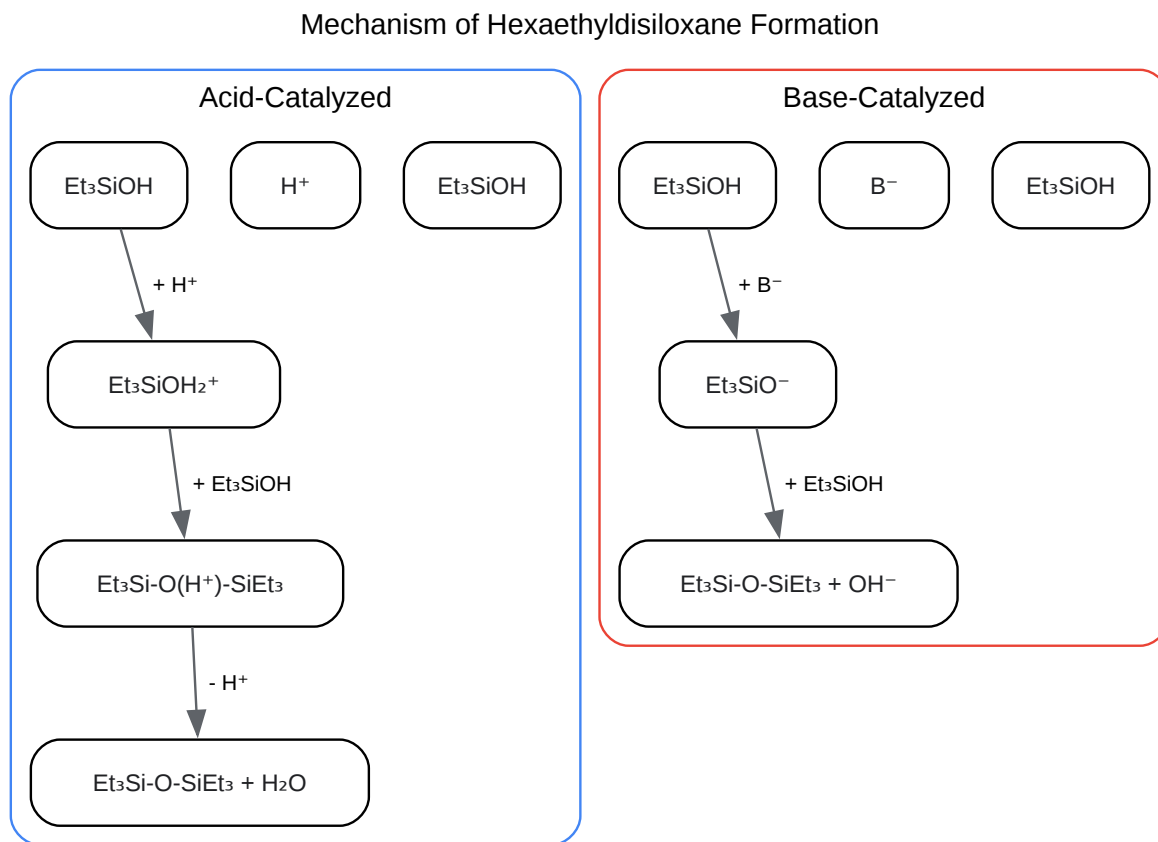 Mechanism of Hexaethyldisiloxane Formation
Acid-Catalyzed
Et₃SiOH
H⁺
Et₃SiOH
+ H⁺
Et₃SiOH₂⁺
+ Et₃SiOH
Et₃Si-O(H⁺)-SiEt₃
- H⁺
Et₃Si-O-SiEt₃ + H₂O
Base-Catalyzed
Et₃SiOH
B⁻
Et₃SiOH
+ B⁻
Et₃SiO⁻
+ Et₃SiOH
Et₃Si-O-SiEt₃ + OH⁻